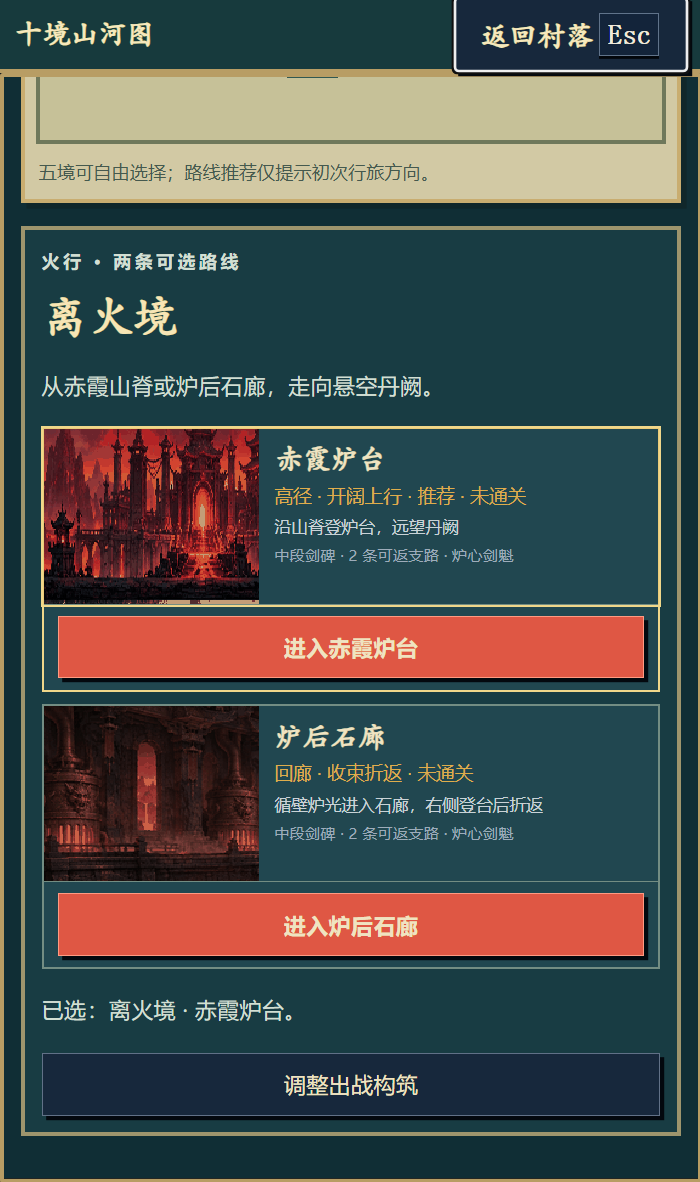 十境山河图
返回村落 Esc
五境可自由选择；路线推荐仅提示初次行旅方向。
火行 · 两条可选路线
离火境
从赤霞山脊或炉后石廊，走向悬空丹阙。
赤霞炉台
高径 · 开阔上行 · 推荐 · 未通关
沿山脊登炉台，远望丹阙
中段剑碑 · 2 条可返支路 · 炉心剑魁
进入赤霞炉台
炉后石廊
回廊 · 收束折返 · 未通关
循壁炉光进入石廊，右侧登台后折返
中段剑碑 · 2 条可返支路 · 炉心剑魁
进入炉后石廊
已选：离火境 · 赤霞炉台。
调整出战构筑